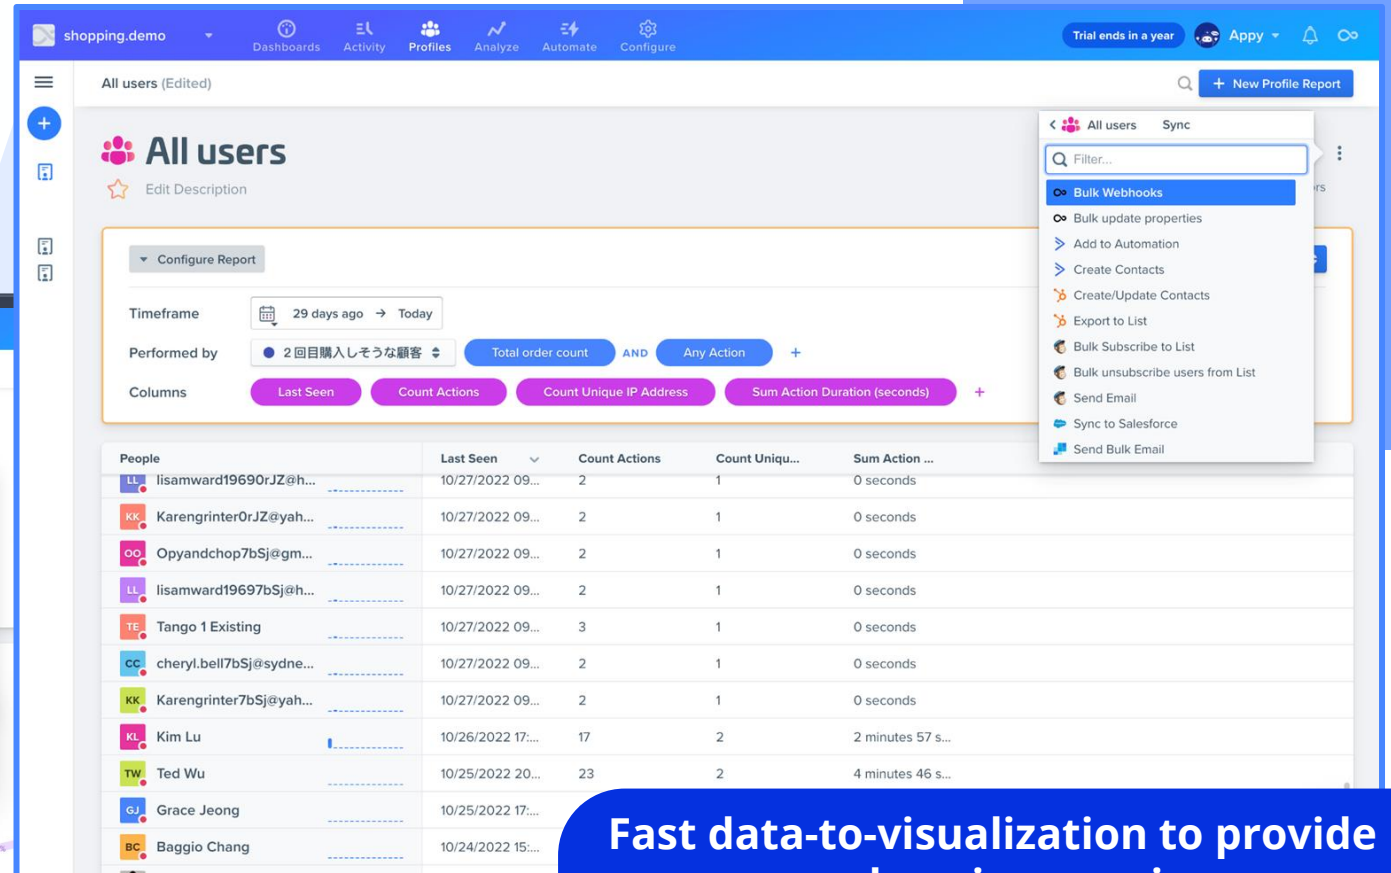 shopping.demo
Dashboards
Activity
Profiles
Analyze
Automate
Configure
Trial ends in a year
Appy
All users (Edited)
+ New Profile Report
All users
Edit Description
All users Sync
Filter...
Bulk Webhooks
Bulk update properties
Add to Automation
Create Contacts
Create/Update Contacts
Export to List
Bulk Subscribe to List
Bulk unsubscribe users from List
Send Email
Sync to Salesforce
Send Bulk Email
Configure Report
Timeframe 29 days ago → Today
Performed by 2回目購入しそうな顧客 Total order count AND Any Action +
Columns Last Seen Count Actions Count Unique IP Address Sum Action Duration (seconds) +
People Last Seen Count Actions Count Uniqu... Sum Action ...
LL lisamward19690rJZ@h... 10/27/2022 09... 2 1 0 seconds
KK Karengrinter0rJZ@yah... 10/27/2022 09... 2 1 0 seconds
OO Opyandchop7bSj@gm... 10/27/2022 09... 2 1 0 seconds
LL lisamward19697bSj@h... 10/27/2022 09... 2 1 0 seconds
TE Tango 1 Existing 10/27/2022 09... 3 1 0 seconds
CC cheryl.bell7bSj@sydne... 10/27/2022 09... 2 1 0 seconds
KK Karengrinter7bSj@yah... 10/27/2022 09... 2 1 0 seconds
KL Kim Lu 10/26/2022 17:... 17 2 2 minutes 57 s...
TW Ted Wu 10/25/2022 20... 23 2 4 minutes 46 s...
GJ Grace Jeong 10/25/2022 17:...
BC Baggio Chang 10/24/2022 15:...
Fast data-to-visualization to provide